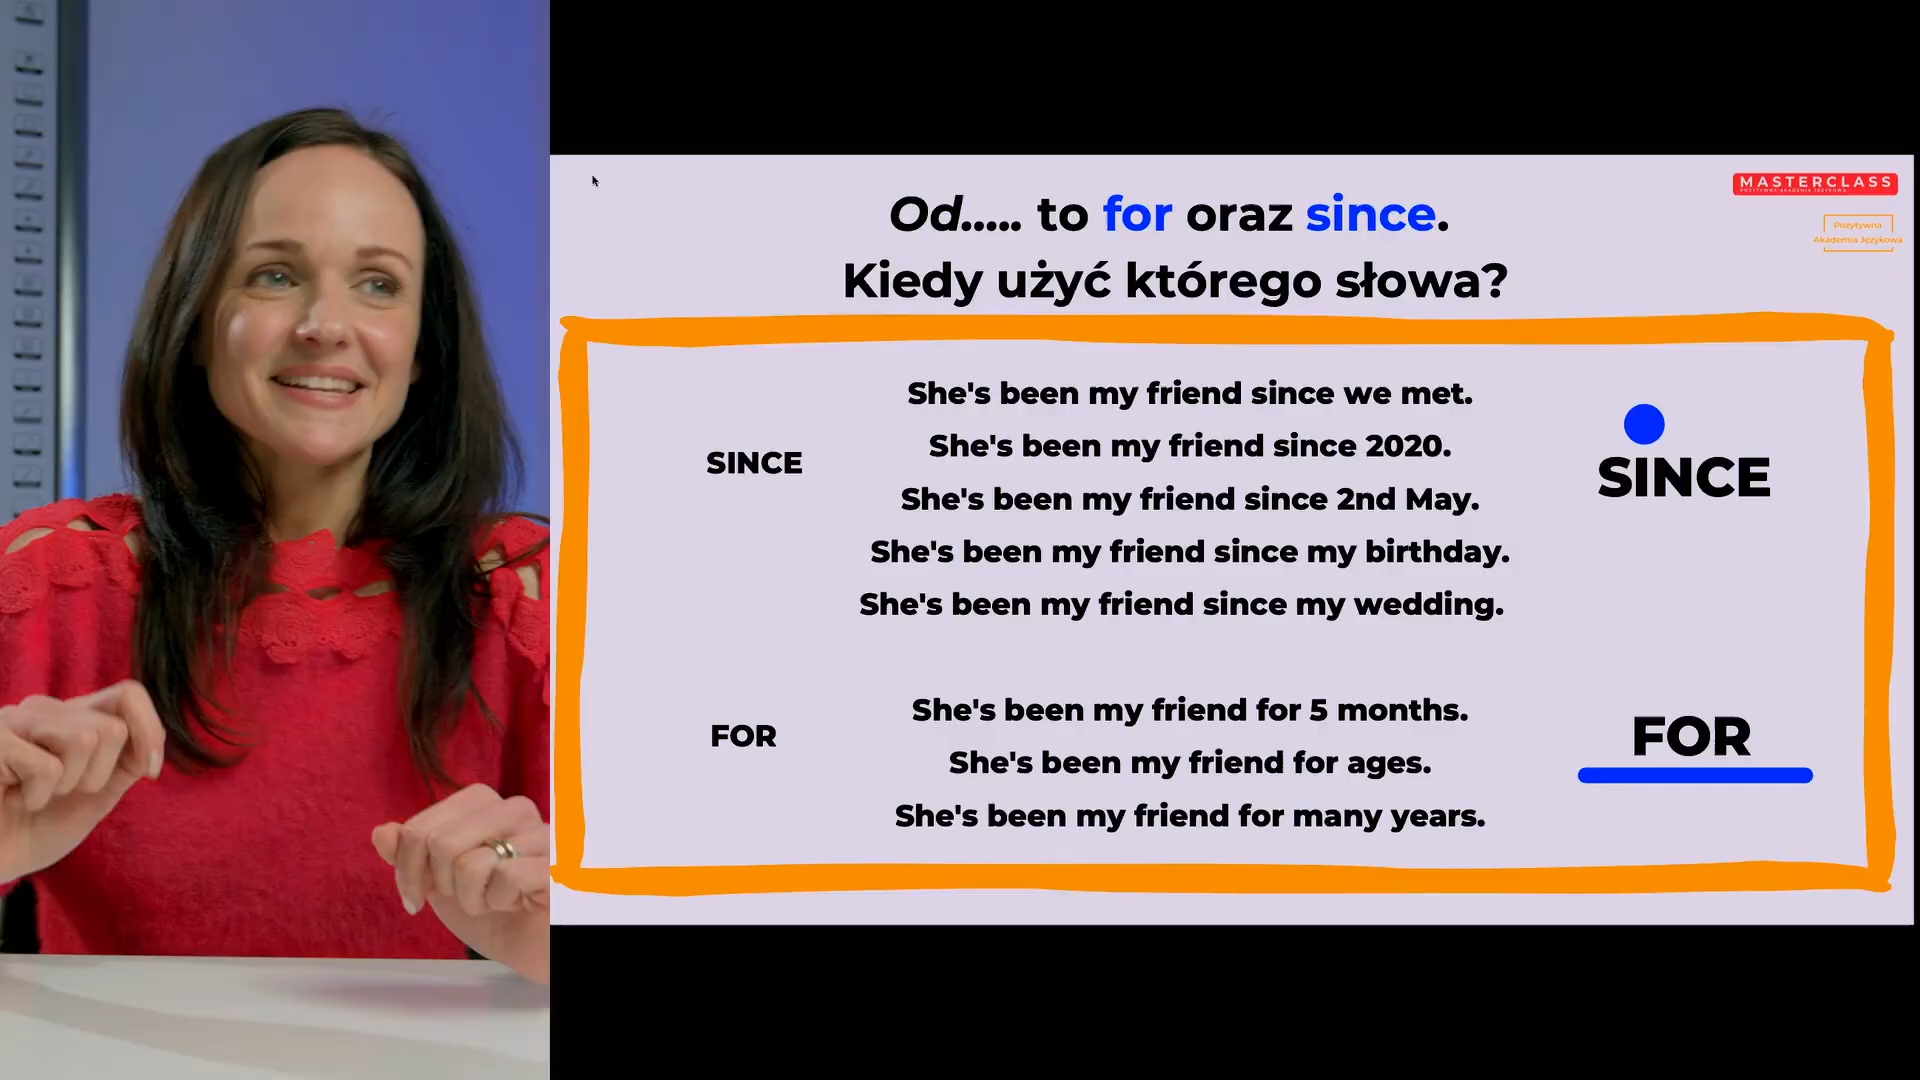 MASTERCLASS
POZYTYWNA AKADEMIA JĘZYKOWA
Pozytywna
Akademia Językowa
Od..... to for oraz since.
Kiedy użyć którego słowa?
SINCE
She's been my friend since we met.
She's been my friend since 2020.
She's been my friend since 2nd May.
She's been my friend since my birthday.
She's been my friend since my wedding.
SINCE
FOR
She's been my friend for 5 months.
She's been my friend for ages.
She's been my friend for many years.
FOR